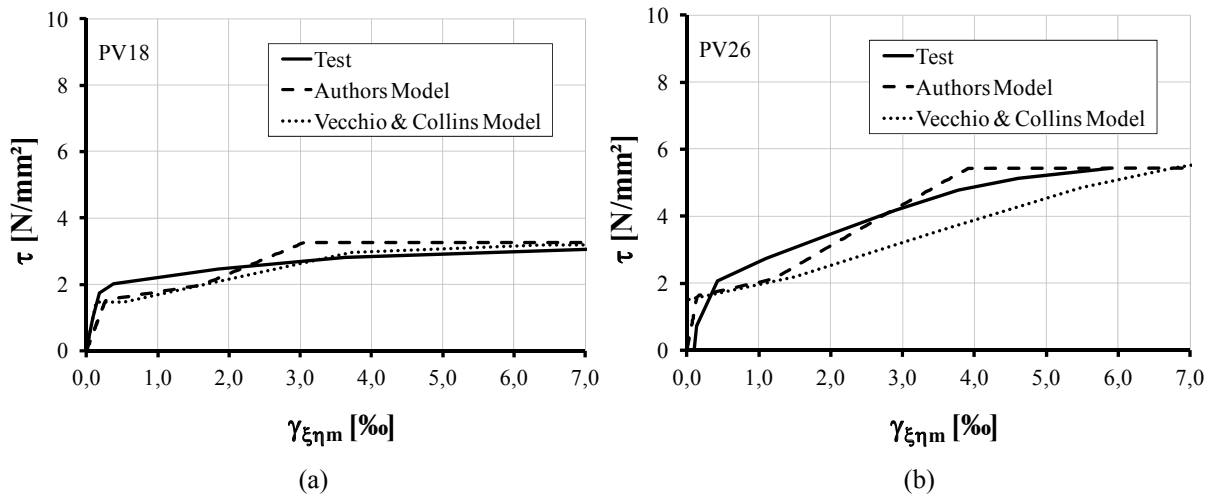 10
8
6
4
2
0
τ [N/mm²]
PV18
Test
Authors Model
Vecchio & Collins Model
0,0 1,0 2,0 3,0 4,0 5,0 6,0 7,0
γξηm [‰]
(a)
10
8
6
4
2
0
τ [N/mm²]
PV26
Test
Authors Model
Vecchio & Collins Model
0,0 1,0 2,0 3,0 4,0 5,0 6,0 7,0
γξηm [‰]
(b)